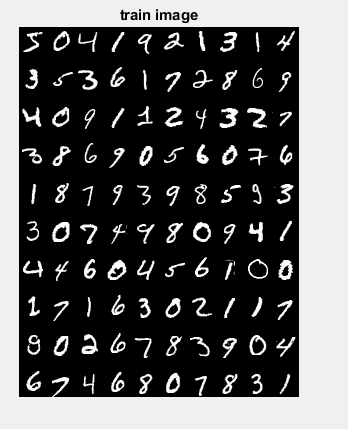 train image
5 0 4 1 9 2 1 3 1 4
3 5 3 6 1 7 2 8 6 9
4 0 9 1 1 2 4 3 2 7
3 8 6 9 0 5 6 0 7 6
1 8 7 9 3 9 8 5 9 3
3 0 7 4 9 8 0 9 4 1
4 4 6 0 4 5 6 1 0 0
1 7 1 6 3 0 2 1 1 7
9 0 2 6 7 8 3 9 0 4
6 7 4 6 8 0 7 8 3 1